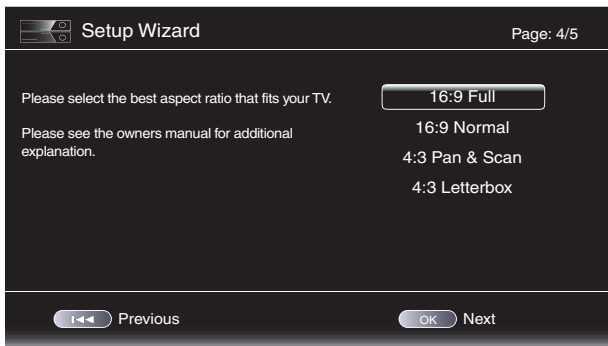 Setup Wizard
Page: 4/5
Please select the best aspect ratio that fits your TV.
Please see the owners manual for additional
explanation.
16:9 Full
16:9 Normal
4:3 Pan & Scan
4:3 Letterbox
Previous
OK Next